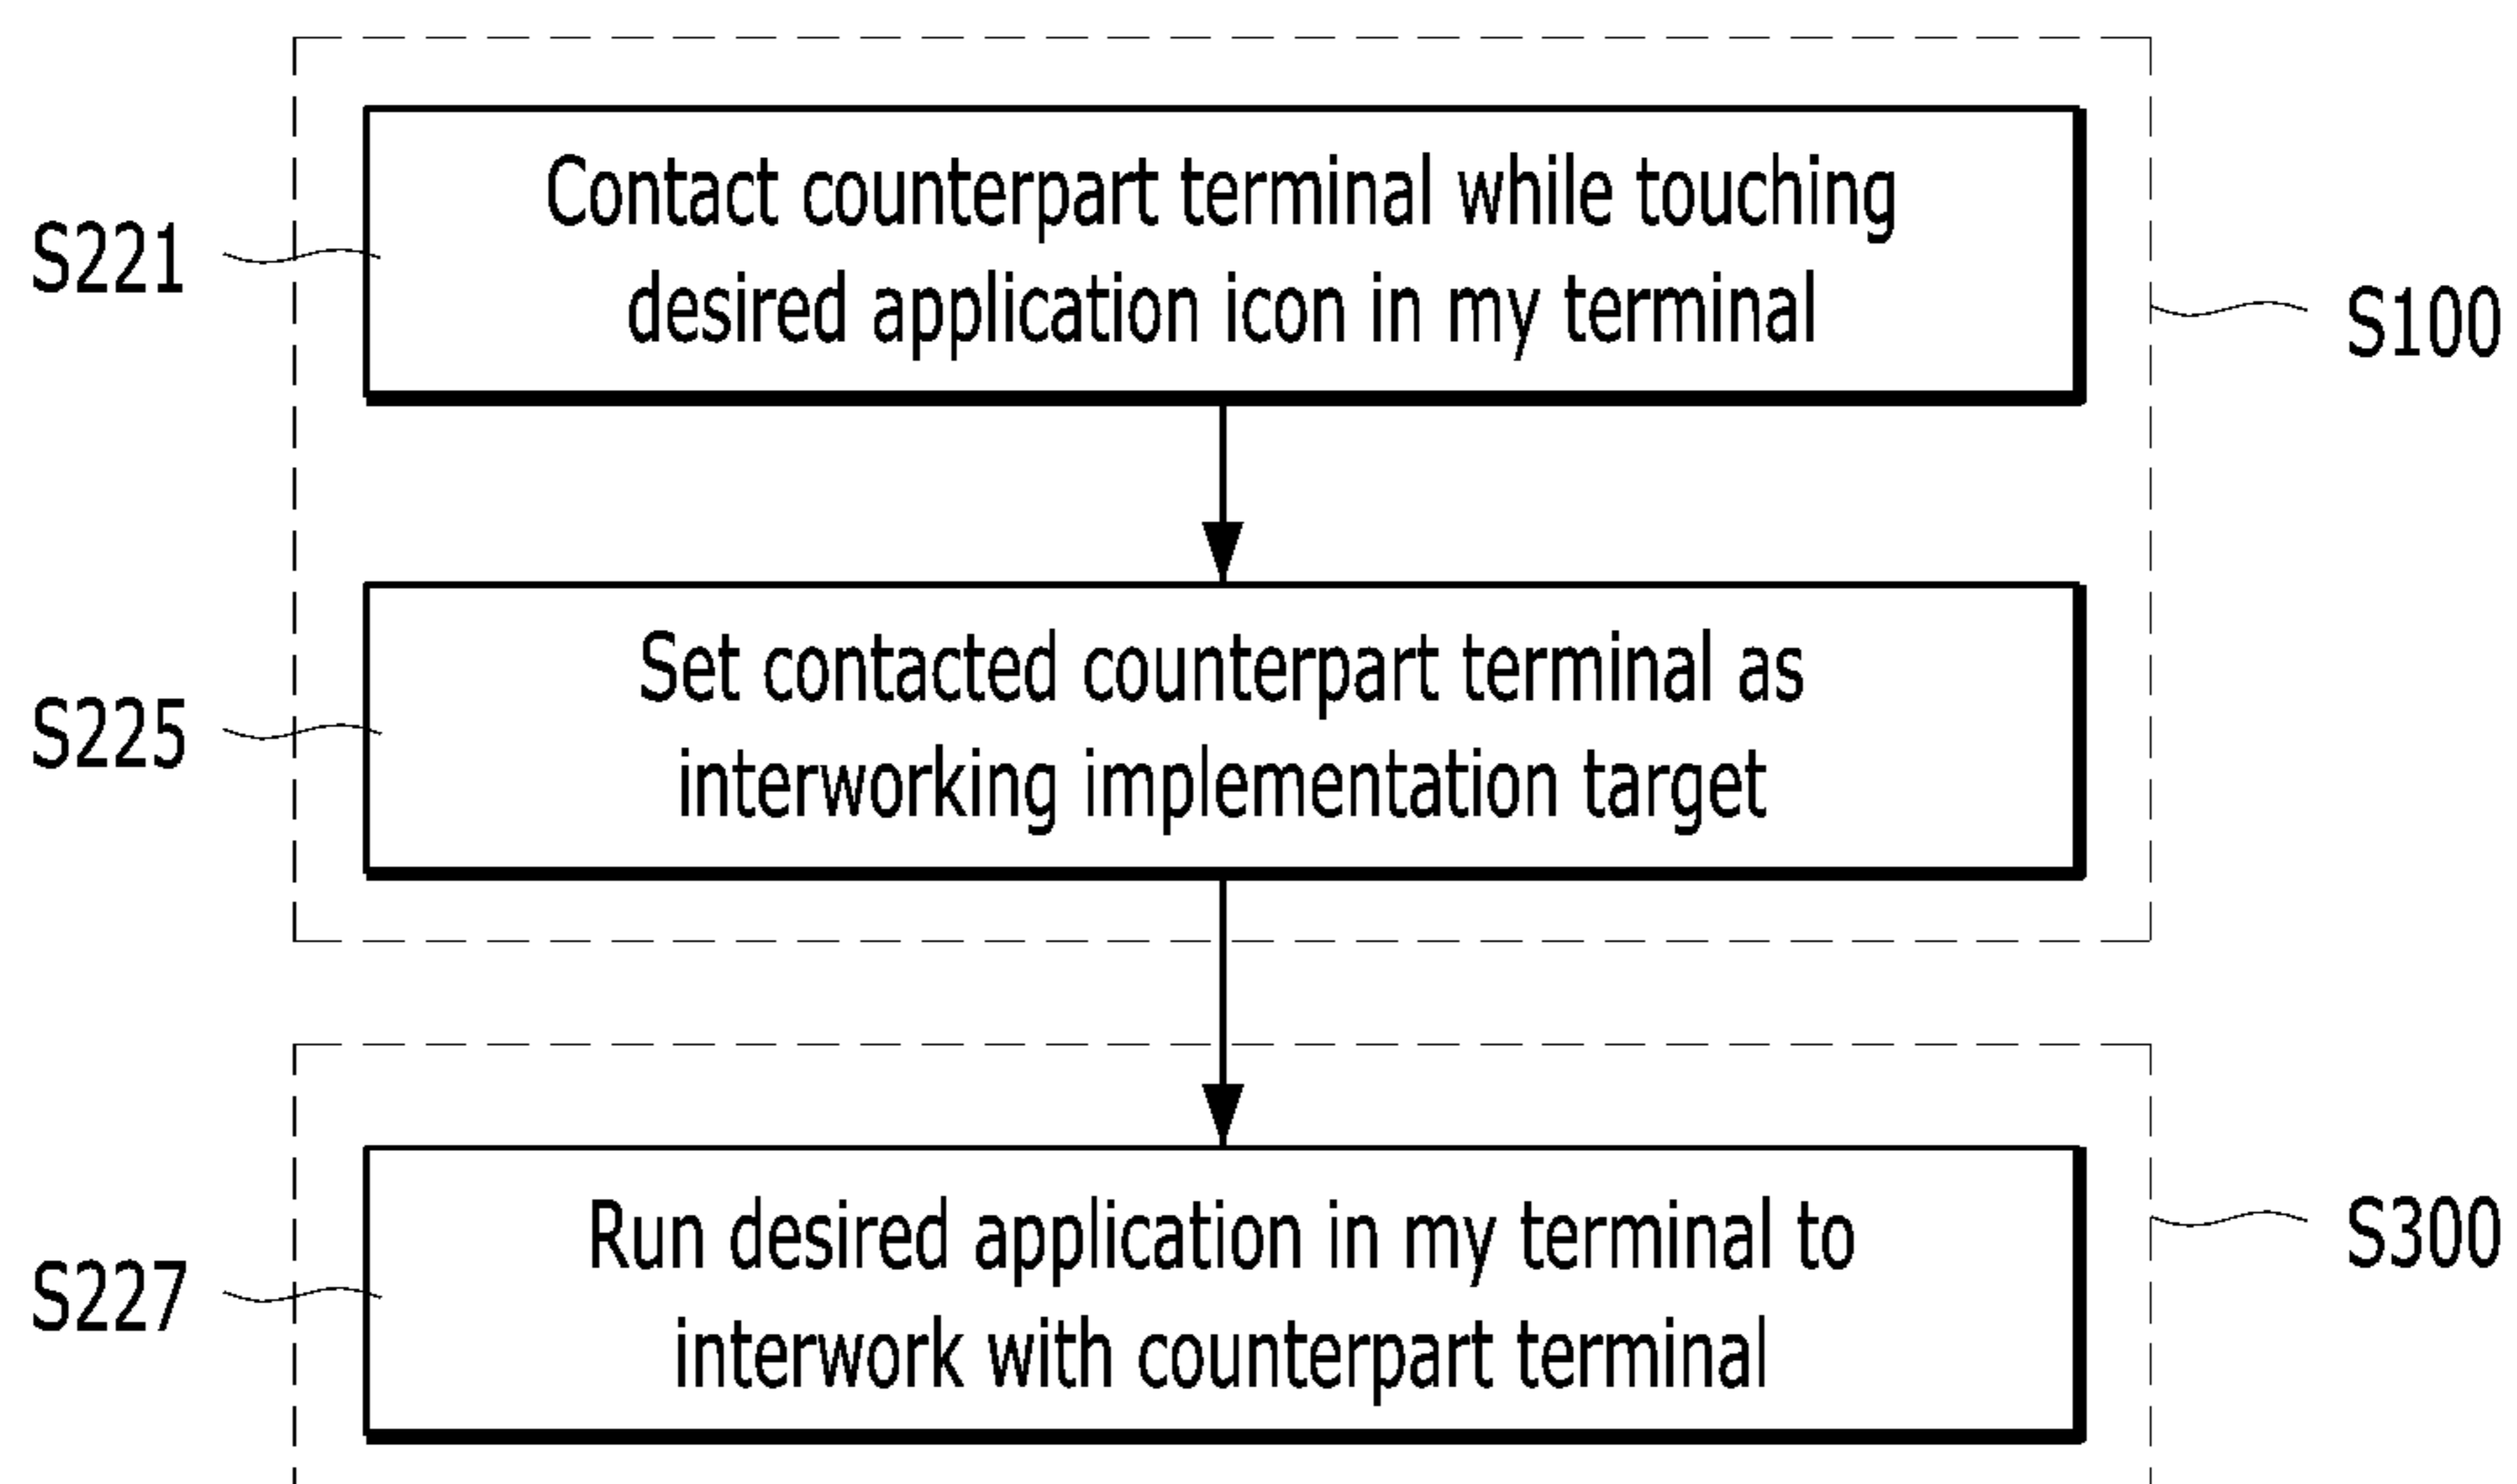 Contact counterpart terminal while touching
desired application icon in my terminal
S221
S100
Set contacted counterpart terminal as
interworking implementation target
S225
Run desired application in my terminal to
interwork with counterpart terminal
S227
S300